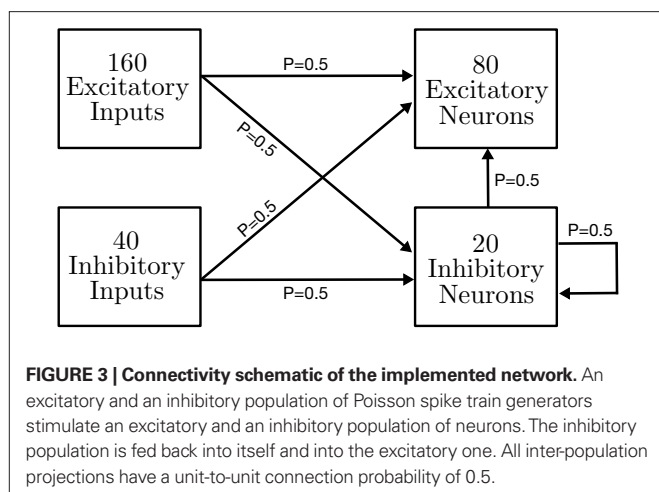 160
Excitatory
Inputs
P=0.5
80
Excitatory
Neurons
P=0.5
P=0.5
P=0.5
P=0.5
40
Inhibitory
Inputs
P=0.5
20
Inhibitory
Neurons
FIGURE 3 | Connectivity schematic of the implemented network. An
excitatory and an inhibitory population of Poisson spike train generators
stimulate an excitatory and an inhibitory population of neurons. The inhibitory
population is fed back into itself and into the excitatory one. All inter-population
projections have a unit-to-unit connection probability of 0.5.